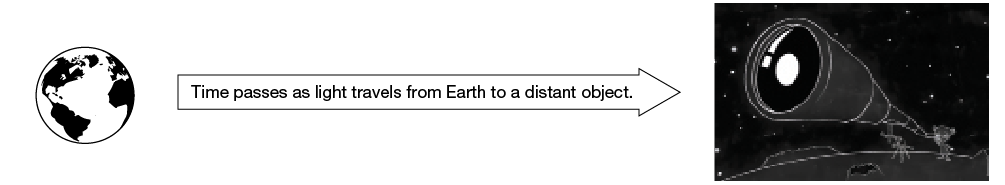 Time passes as light travels from Earth to a distant object.